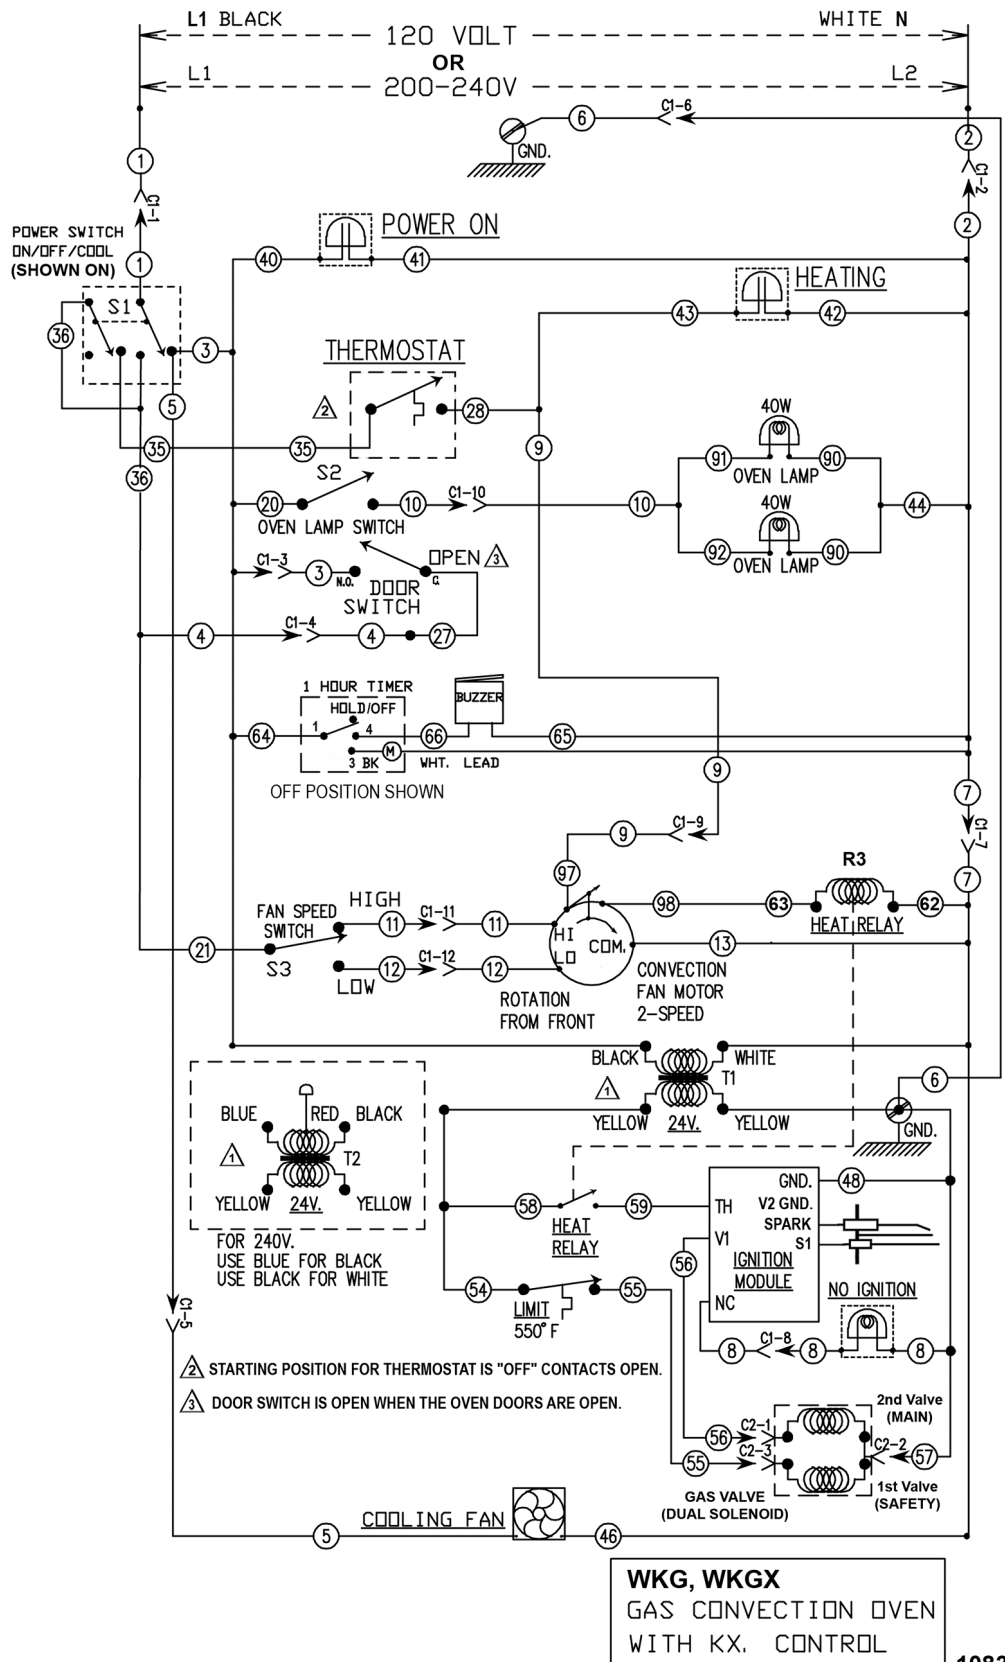 L1 BLACK
WHITE N
120 VOLT
OR
L1
L2
200-240V
C1-6
6
GND.
1
2
C1-1
C1-2
2
POWER SWITCH
ON/OFF/COOL
(SHOWN ON)
1
POWER ON
40
41
HEATING
43
42
S1
36
3
THERMOSTAT
5
2
28
40W
35
35
9
91
90
36
OVEN LAMP
S2
20
10
C1-10
10
44
40W
OVEN LAMP SWITCH
92
90
OVEN LAMP
C1-3
3
N.O.
OPEN
3
C.
DOOR
SWITCH
4
C1-4
4
27
1 HOUR TIMER
HOLD/OFF
BUZZER
64
1
4
66
65
3 BK
M
WHT. LEAD
OFF POSITION SHOWN
9
7
C1-7
C1-9
9
7
97
R3
HIGH
98
63
62
FAN SPEED
SWITCH
11
C1-11
11
HEAT RELAY
HI
LO
COM.
21
S3
13
12
C1-12
12
LOW
CONVECTION
FAN MOTOR
2-SPEED
ROTATION
FROM FRONT
BLACK
WHITE
T1
1
6
YELLOW
24V.
YELLOW
GND.
BLUE
RED
BLACK
1
T2
YELLOW
24V.
YELLOW
FOR 240V.
USE BLUE FOR BLACK
USE BLACK FOR WHITE
GND.
48
V2 GND.
58
59
TH
SPARK
HEAT
RELAY
V1
S1
56
IGNITION
MODULE
54
55
NC
NO IGNITION
LIMIT
550°F
C1-5
8
C1-8
8
8
2 STARTING POSITION FOR THERMOSTAT IS "OFF" CONTACTS OPEN.
3 DOOR SWITCH IS OPEN WHEN THE OVEN DOORS ARE OPEN.
2nd Valve
(MAIN)
56
C2-1
C2-2
57
55
C2-3
GAS VALVE
(DUAL SOLENOID)
1st Valve
(SAFETY)
COOLING FAN
5
46
WKG, WKGX
GAS CONVECTION OVEN
WITH KX. CONTROL